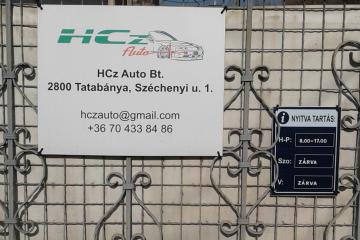 HCz
Auto
HCz Auto Bt.
2800 Tatabánya, Széchenyi u. 1.
hczauto@gmail.com
+36 70 433 84 86
i NYITVA TARTÁS:
H-P: 8.00-17.00
Szo: ZÁRVA
V: ZÁRVA